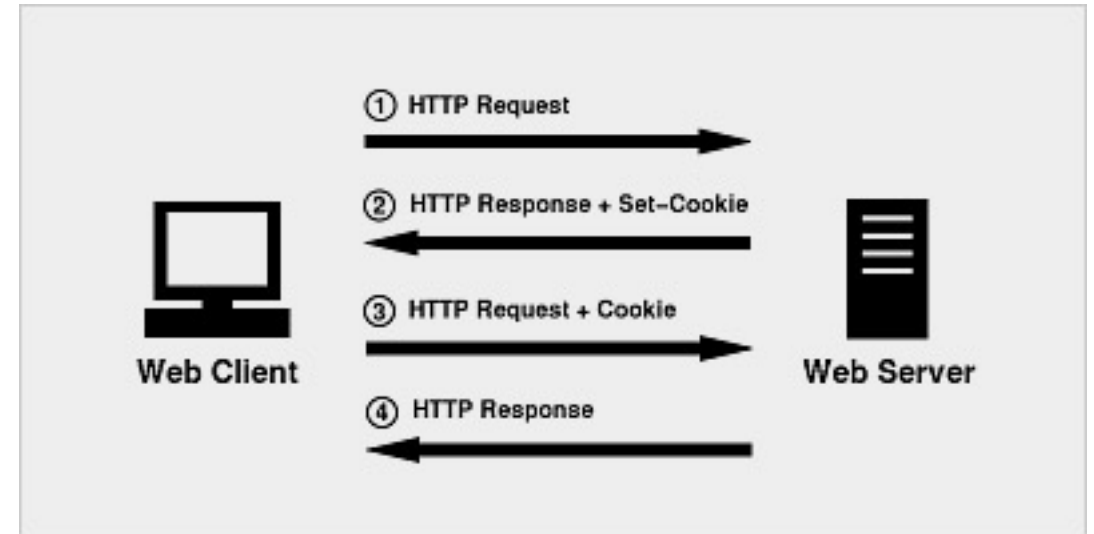 ① HTTP Request
② HTTP Response + Set-Cookie
③ HTTP Request + Cookie
Web Client
Web Server
④ HTTP Response